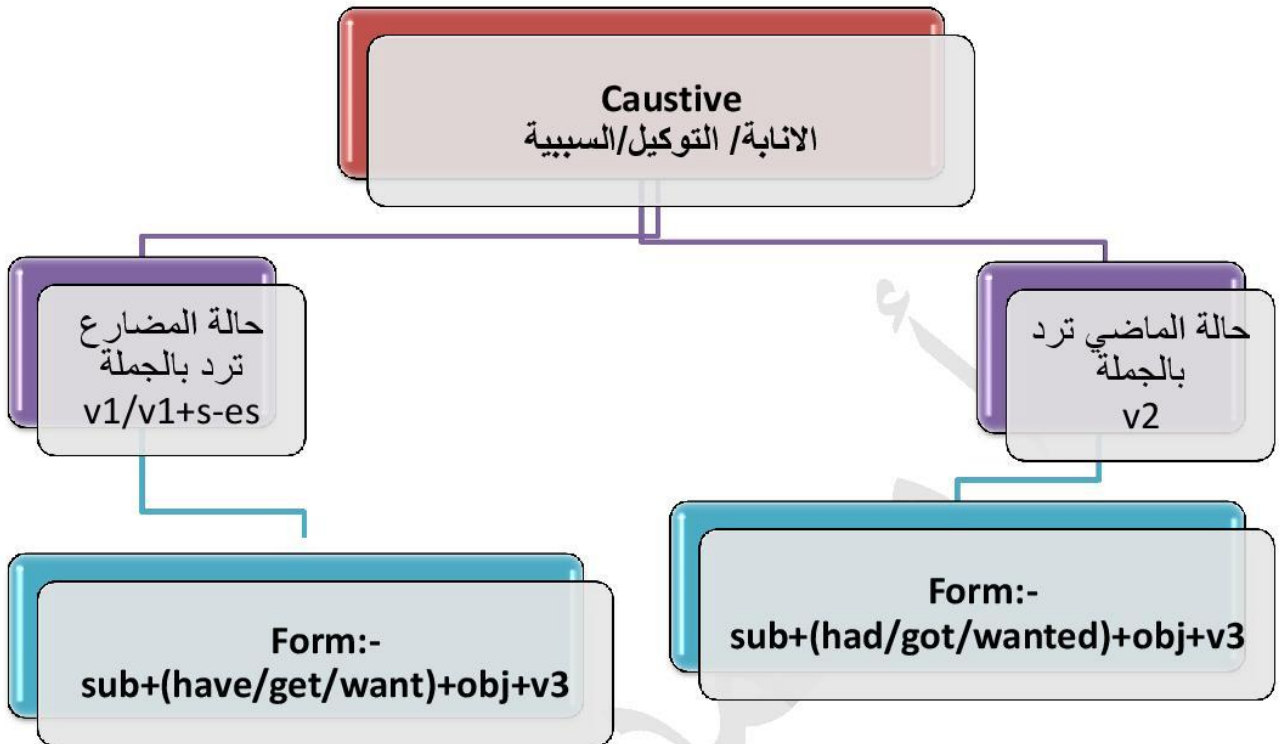 Caustive
الانابة/ التوكيل/السببية
حالة المضارع
ترد بالجملة
v1/v1+s-es
حالة الماضي ترد
بالجملة
v2
Form:-
sub+(have/get/want)+obj+v3
Form:-
sub+(had/got/wanted)+obj+v3